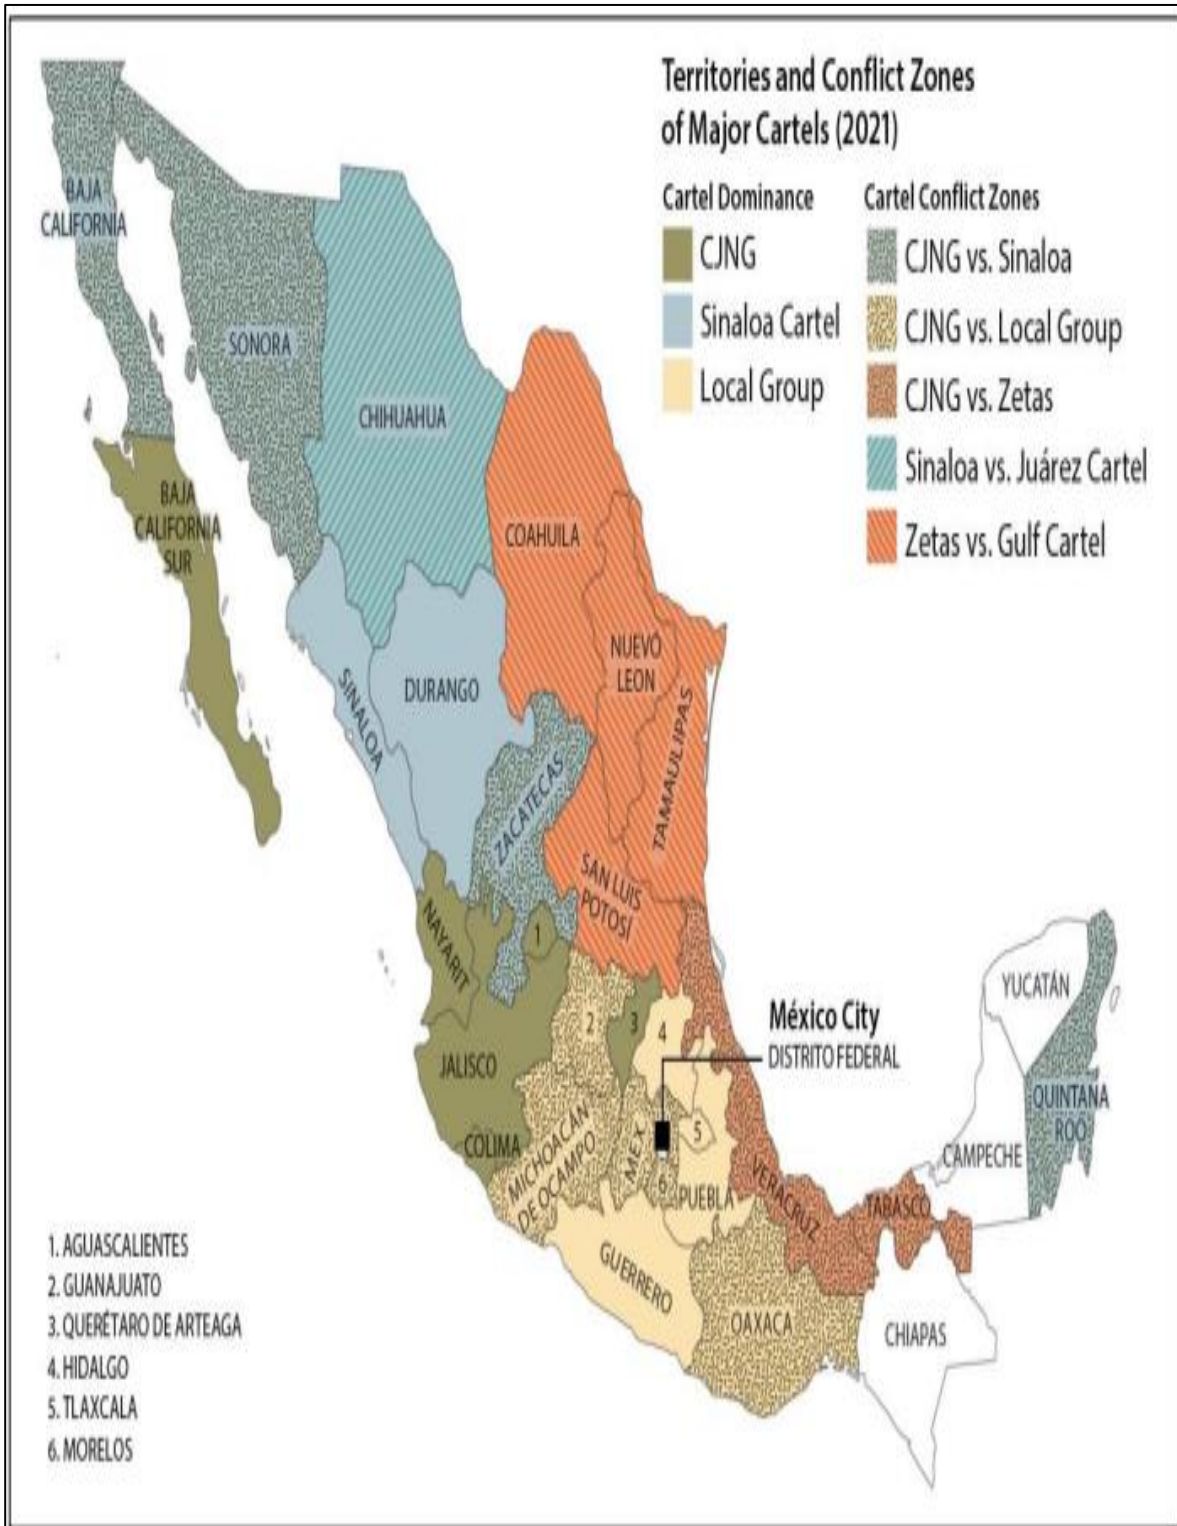 Territories and Conflict Zones
of Major Cartels (2021)
Cartel Dominance
CJNG
Sinaloa Cartel
Local Group
Cartel Conflict Zones
CJNG vs. Sinaloa
CJNG vs. Local Group
CJNG vs. Zetas
Sinaloa vs. Juárez Cartel
Zetas vs. Gulf Cartel
BAJA
CALIFORNIA
SONORA
CHIHUAHUA
BAJA
CALIFORNIA
SUR
COAHUILA
NUEVO
LEON
TAMAULIPAS
SINALOA
DURANGO
ZACATECAS
SAN LUIS
POTOSÍ
NAYARIT
1
2
3
4
JALISCO
COLIMA
MICHOACÁN
DE OCAMPO
MEX
5
6
PUEBLA
México City
DISTRITO FEDERAL
GUERRERO
OAXACA
VERACRUZ
TABASCO
CHIAPAS
CAMPECHE
YUCATÁN
QUINTANA
ROO
1. AGUASCALIENTES
2. GUANAJUATO
3. QUERÉTARO DE ARTEAGA
4. HIDALGO
5. TLAXCALA
6. MORELOS